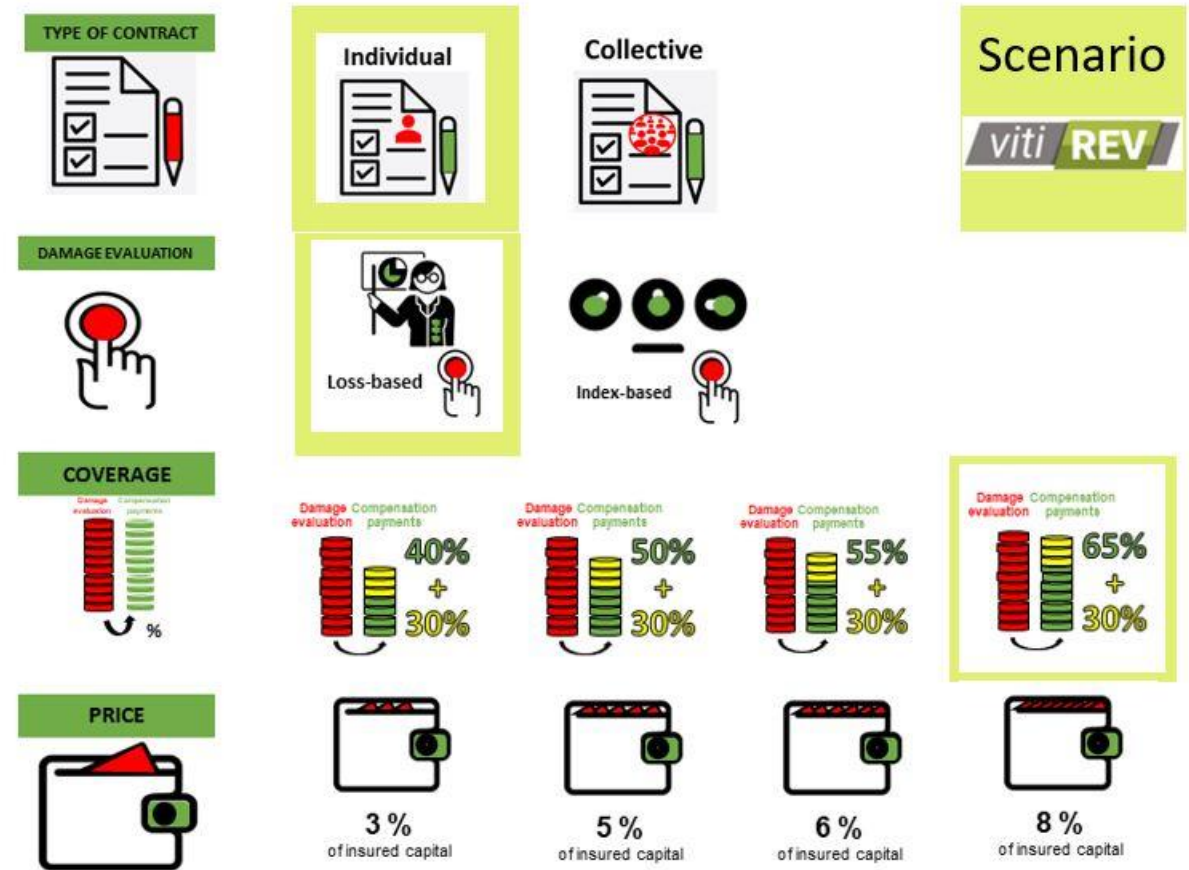 TYPE OF CONTRACT
Individual
Collective
Scenario
viti REV
DAMAGE EVALUATION
Loss-based
Index-based
COVERAGE
Damage Compensation
evaluation payments
%
Damage Compensation
evaluation payments
40%
+
30%
Damage Compensation
evaluation payments
50%
+
30%
Damage Compensation
evaluation payments
55%
+
30%
Damage Compensation
evaluation payments
65%
+
30%
PRICE
3 %
of insured capital
5 %
of insured capital
6 %
of insured capital
8 %
of insured capital